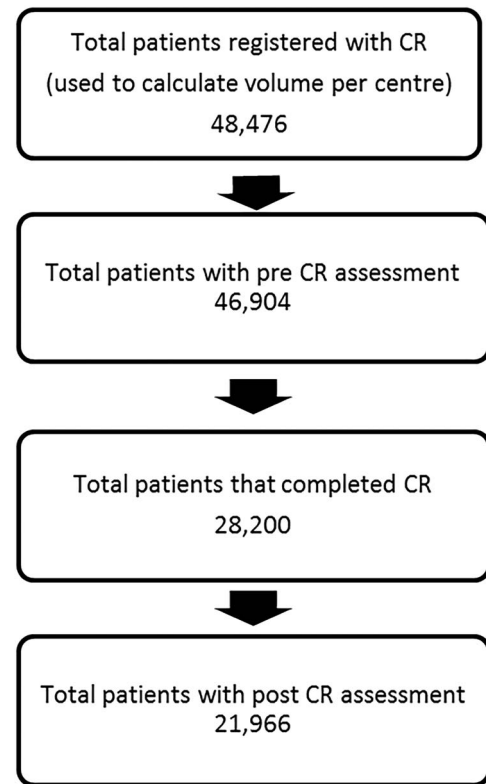 Total patients registered with CR
(used to calculate volume per centre)
48,476
Total patients with pre CR assessment
46,904
Total patients that completed CR
28,200
Total patients with post CR assessment
21,966